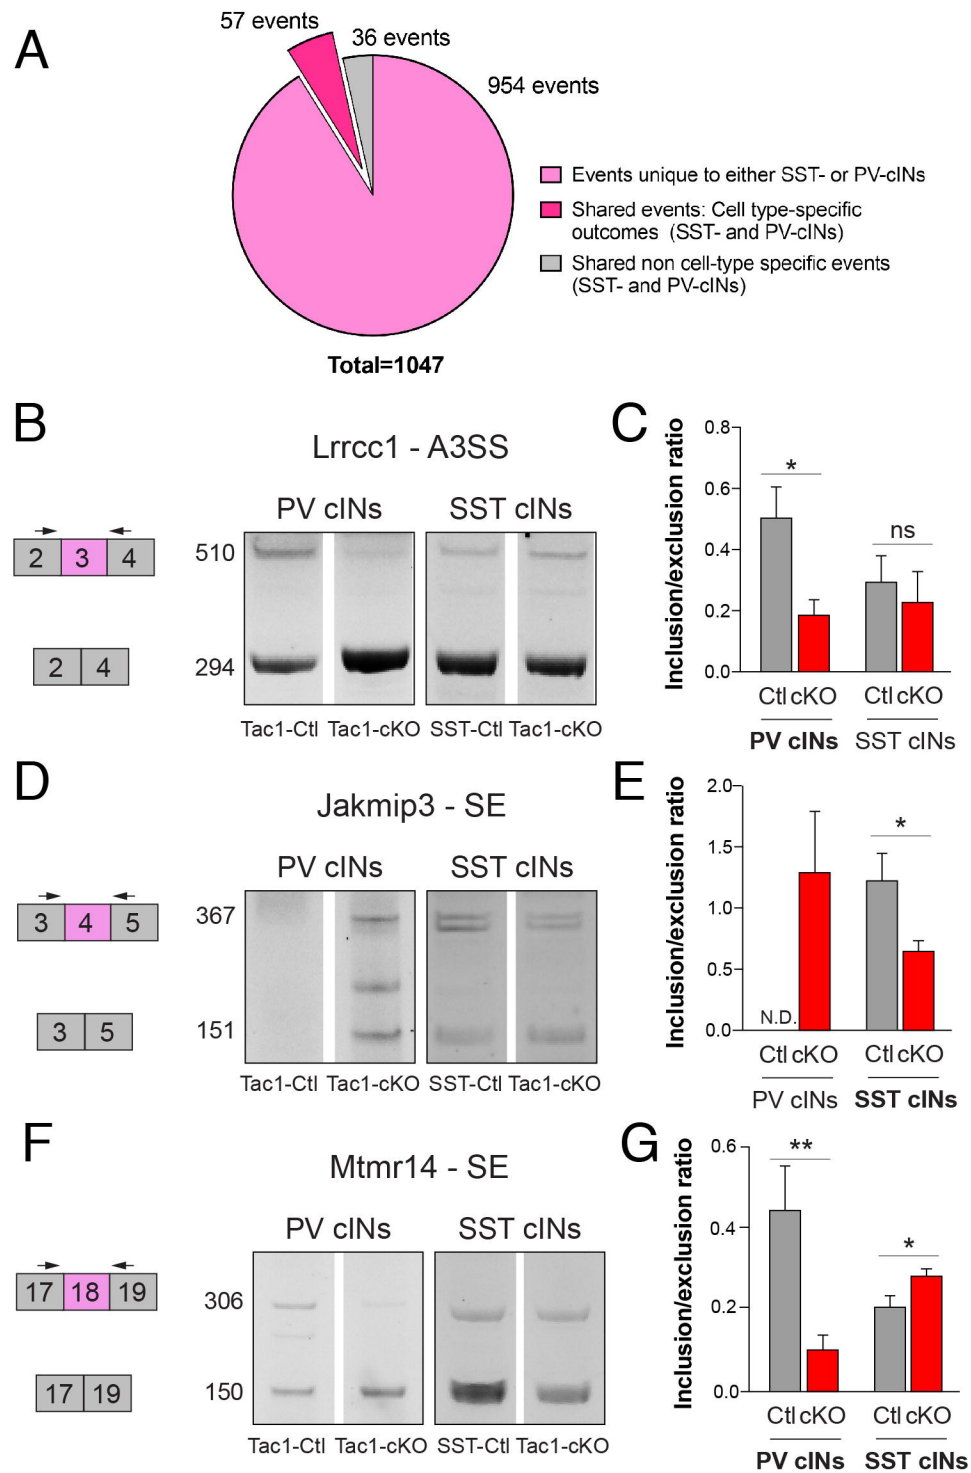 A
57 events
36 events
954 events
Events unique to either SST- or PV-cINs
Shared events: Cell type-specific
outcomes (SST- and PV-cINs)
Shared non cell-type specific events
(SST- and PV-cINs)
Total=1047
B
Lrrcc1 - A3SS
PV cINs SST cINs
2 3 4
2 4
510
294
Tac1-Ctl Tac1-cKO SST-Ctl Tac1-cKO
C
Inclusion/exclusion ratio
0.8
0.6
0.4
0.2
0.0
*
ns
Ctl cKO Ctl cKO
PV cINs SST cINs
D
Jakmip3 - SE
PV cINs SST cINs
3 4 5
3 5
367
151
Tac1-Ctl Tac1-cKO SST-Ctl Tac1-cKO
E
Inclusion/exclusion ratio
2.0
1.5
1.0
0.5
0.0
N.D.
*
Ctl cKO Ctl cKO
PV cINs SST cINs
F
Mtmr14 - SE
PV cINs SST cINs
17 18 19
17 19
306
150
Tac1-Ctl Tac1-cKO SST-Ctl Tac1-cKO
G
Inclusion/exclusion ratio
0.6
0.4
0.2
0.0
**
*
Ctl cKO Ctl cKO
PV cINs SST cINs